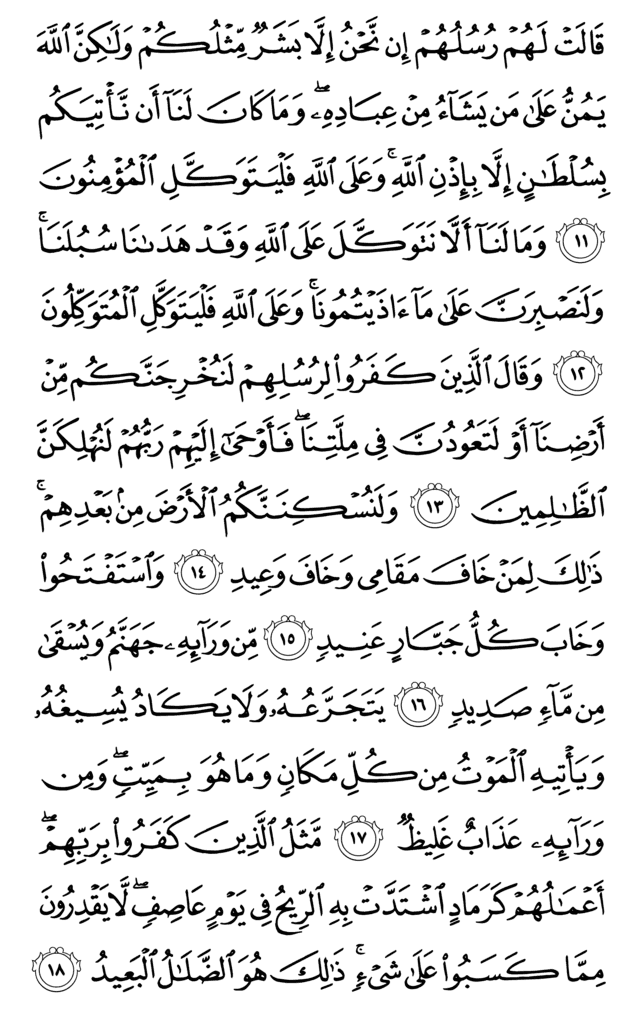 قَالَتْ لَهُمْ رُسُلُهُمْ إِن نَّحْنُ إِلَّا بَشَرٌ مِّثْلُكُمْ وَلَٰكِنَّ ٱللَّهَ
يَمُنُّ عَلَىٰ مَن يَشَآءُ مِنْ عِبَادِهِۦ ۖ وَمَا كَانَ لَنَآ أَن نَّأْتِيَكُم
بِسُلْطَٰنٍ إِلَّا بِإِذْنِ ٱللَّهِ ۚ وَعَلَى ٱللَّهِ فَلْيَتَوَكَّلِ ٱلْمُؤْمِنُونَ
١١ وَمَا لَنَآ أَلَّا نَتَوَكَّلَ عَلَى ٱللَّهِ وَقَدْ هَدَىٰنَا سُبُلَنَا ۚ
وَلَنَصْبِرَنَّ عَلَىٰ مَآ ءَاذَيْتُمُونَا ۚ وَعَلَى ٱللَّهِ فَلْيَتَوَكَّلِ ٱلْمُتَوَكِّلُونَ
١٢ وَقَالَ ٱلَّذِينَ كَفَرُوا۟ لِرُسُلِهِمْ لَنُخْرِجَنَّكُم مِّنْ
أَرْضِنَآ أَوْ لَتَعُودُنَّ فِى مِلَّتِنَا ۖ فَأَوْحَىٰٓ إِلَيْهِمْ رَبُّهُمْ لَنُهْلِكَنَّ
ٱلظَّٰلِمِينَ ١٣ وَلَنُسْكِنَنَّكُمُ ٱلْأَرْضَ مِنۢ بَعْدِهِمْ ۚ
ذَٰلِكَ لِمَنْ خَافَ مَقَامِى وَخَافَ وَعِيدِ ١٤ وَٱسْتَفْتَحُوا۟
وَخَابَ كُلُّ جَبَّارٍ عَنِيدٍ ١٥ مِّن وَرَآئِهِۦ جَهَنَّمُ وَيُسْقَىٰ
مِن مَّآءٍ صَدِيدٍ ١٦ يَتَجَرَّعُهُۥ وَلَا يَكَادُ يُسِيغُهُۥ
وَيَأْتِيهِ ٱلْمَوْتُ مِن كُلِّ مَكَانٍ وَمَا هُوَ بِمَيِّتٍ ۖ وَمِن
وَرَآئِهِۦ عَذَابٌ غَلِيظٌ ١٧ مَّثَلُ ٱلَّذِينَ كَفَرُوا۟ بِرَبِّهِمْ ۖ
أَعْمَٰلُهُمْ كَرَمَادٍ ٱشْتَدَّتْ بِهِ ٱلرِّيحُ فِى يَوْمٍ عَاصِفٍ ۖ لَّا يَقْدِرُونَ
مِمَّا كَسَبُوا۟ عَلَىٰ شَىْءٍ ۚ ذَٰلِكَ هُوَ ٱلضَّلَٰلُ ٱلْبَعِيدُ ١٨